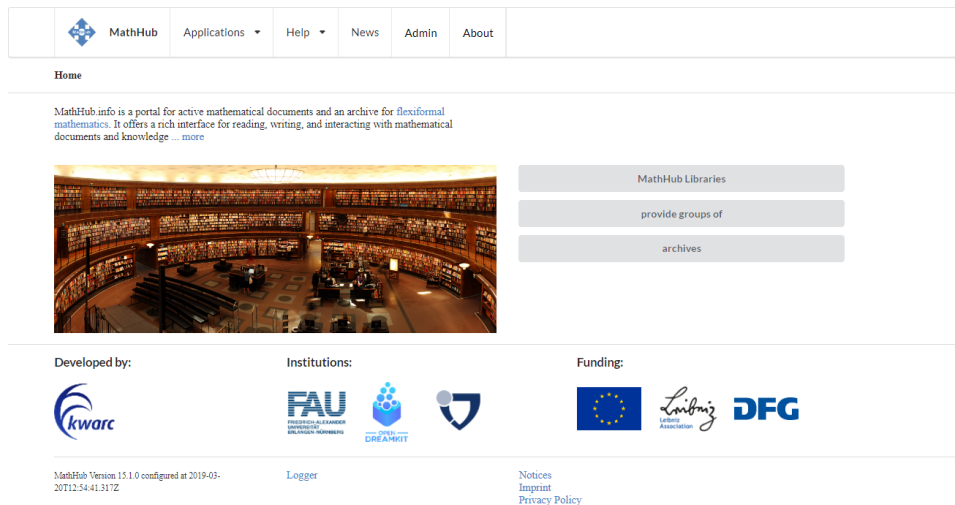 MathHub Applications Help News Admin About
Home
MathHub.info is a portal for active mathematical documents and an archive for flexiformal
mathematics. It offers a rich interface for reading, writing, and interacting with mathematical
documents and knowledge ... more
MathHub Libraries
provide groups of
archives
Developed by:
Institutions:
Funding:
kwarc
FAU
FRIEDRICH-ALEXANDER
UNIVERSITÄT
ERLANGEN-NÜRNBERG
OPEN
DREAMKIT
Leibniz
Leibniz
Association
DFG
MathHub Version 15.1.0 configured at 2019-03-
20T12:54:41.317Z
Logger
Notices
Imprint
Privacy Policy